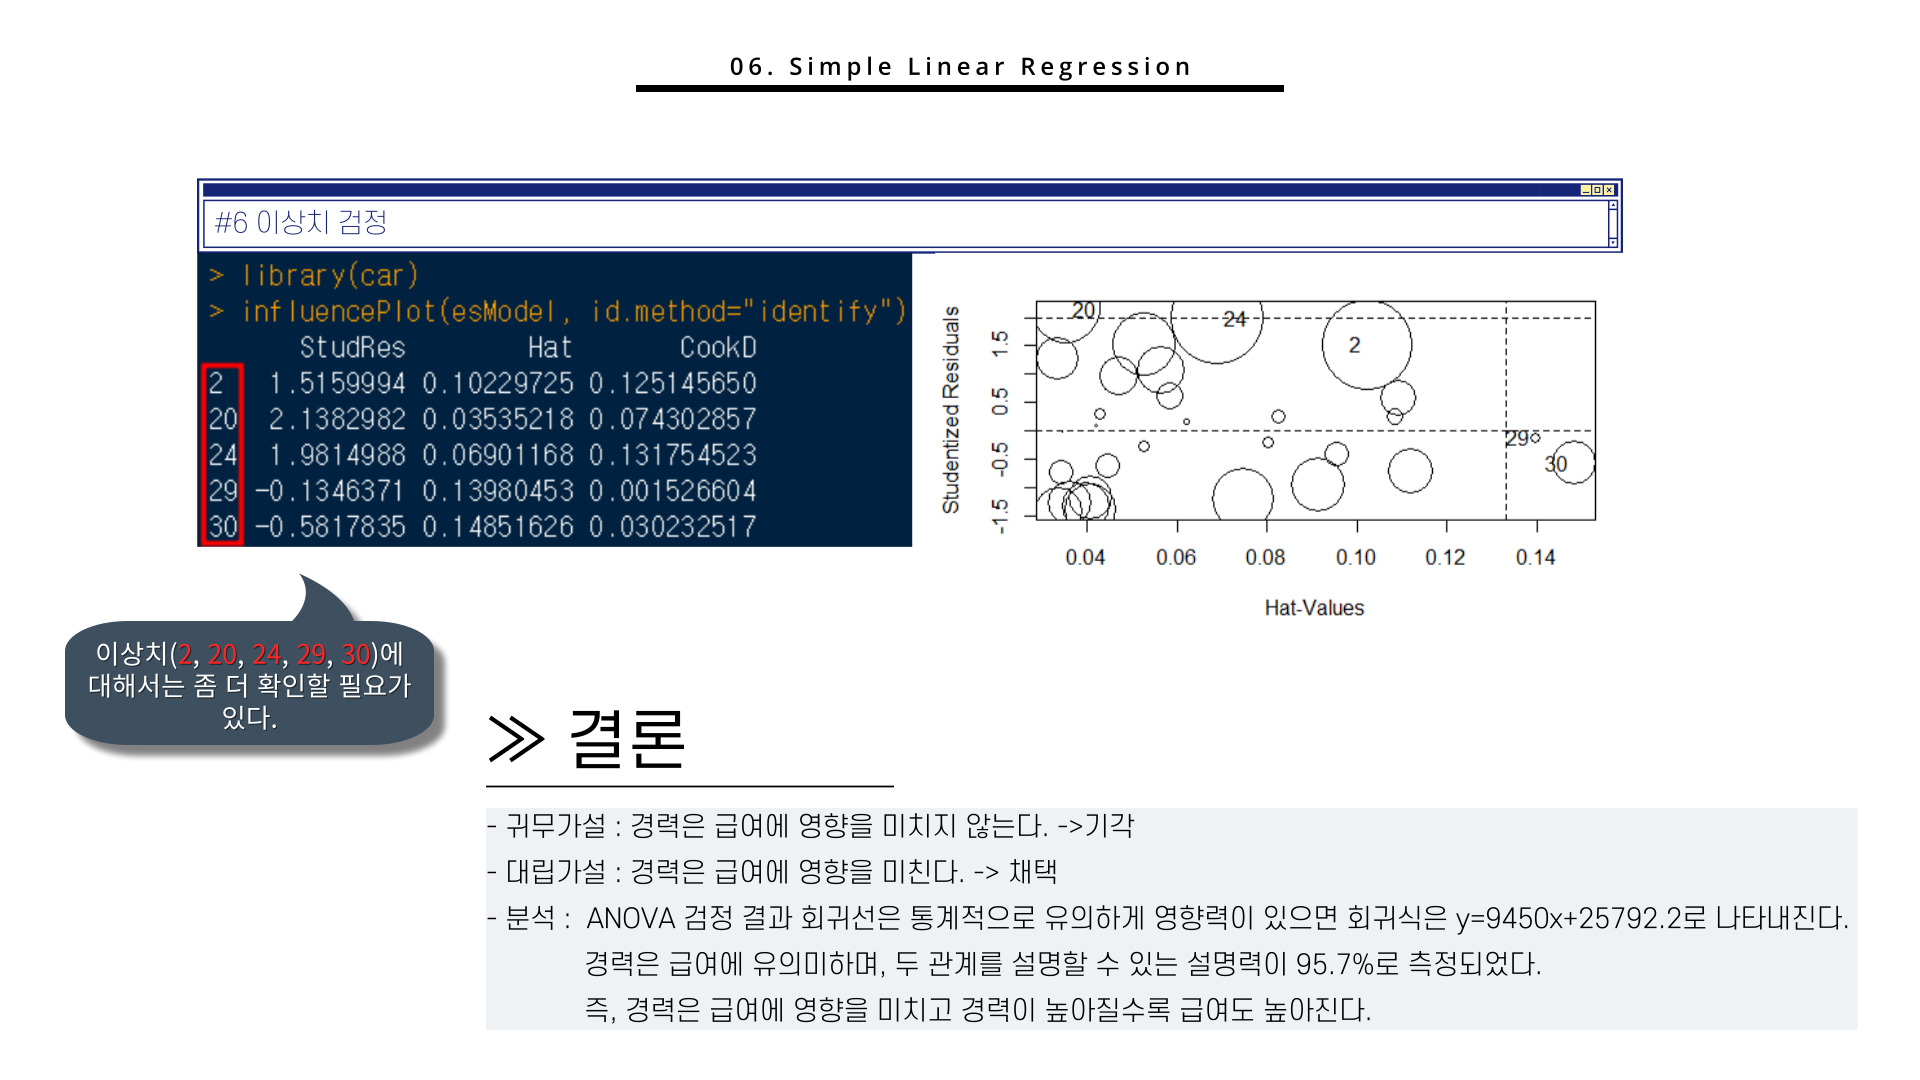 06. Simple Linear Regression
#6 이상치 검정
> library(car)
> influencePlot(esModel, id.method="identify")
StudRes Hat CookD
2 1.5159994 0.10229725 0.125145650
20 2.1382982 0.03535218 0.074302857
24 1.9814988 0.06901168 0.131754523
29 -0.1346371 0.13980453 0.001526604
30 -0.5817835 0.14851626 0.030232517
Studentized Residuals
1.5
0.5
-0.5
-1.5
20
24
2
29
30
0.04 0.06 0.08 0.10 0.12 0.14
Hat-Values
이상치(2, 20, 24, 29, 30)에
대해서는 좀 더 확인할 필요가
있다.
≫ 결론
- 귀무가설 : 경력은 급여에 영향을 미치지 않는다. ->기각
- 대립가설 : 경력은 급여에 영향을 미친다. -> 채택
- 분석 : ANOVA 검정 결과 회귀선은 통계적으로 유의하게 영향력이 있으면 회귀식은 y=9450x+25792.2로 나타내진다.
경력은 급여에 유의미하며, 두 관계를 설명할 수 있는 설명력이 95.7%로 측정되었다.
즉, 경력은 급여에 영향을 미치고 경력이 높아질수록 급여도 높아진다.